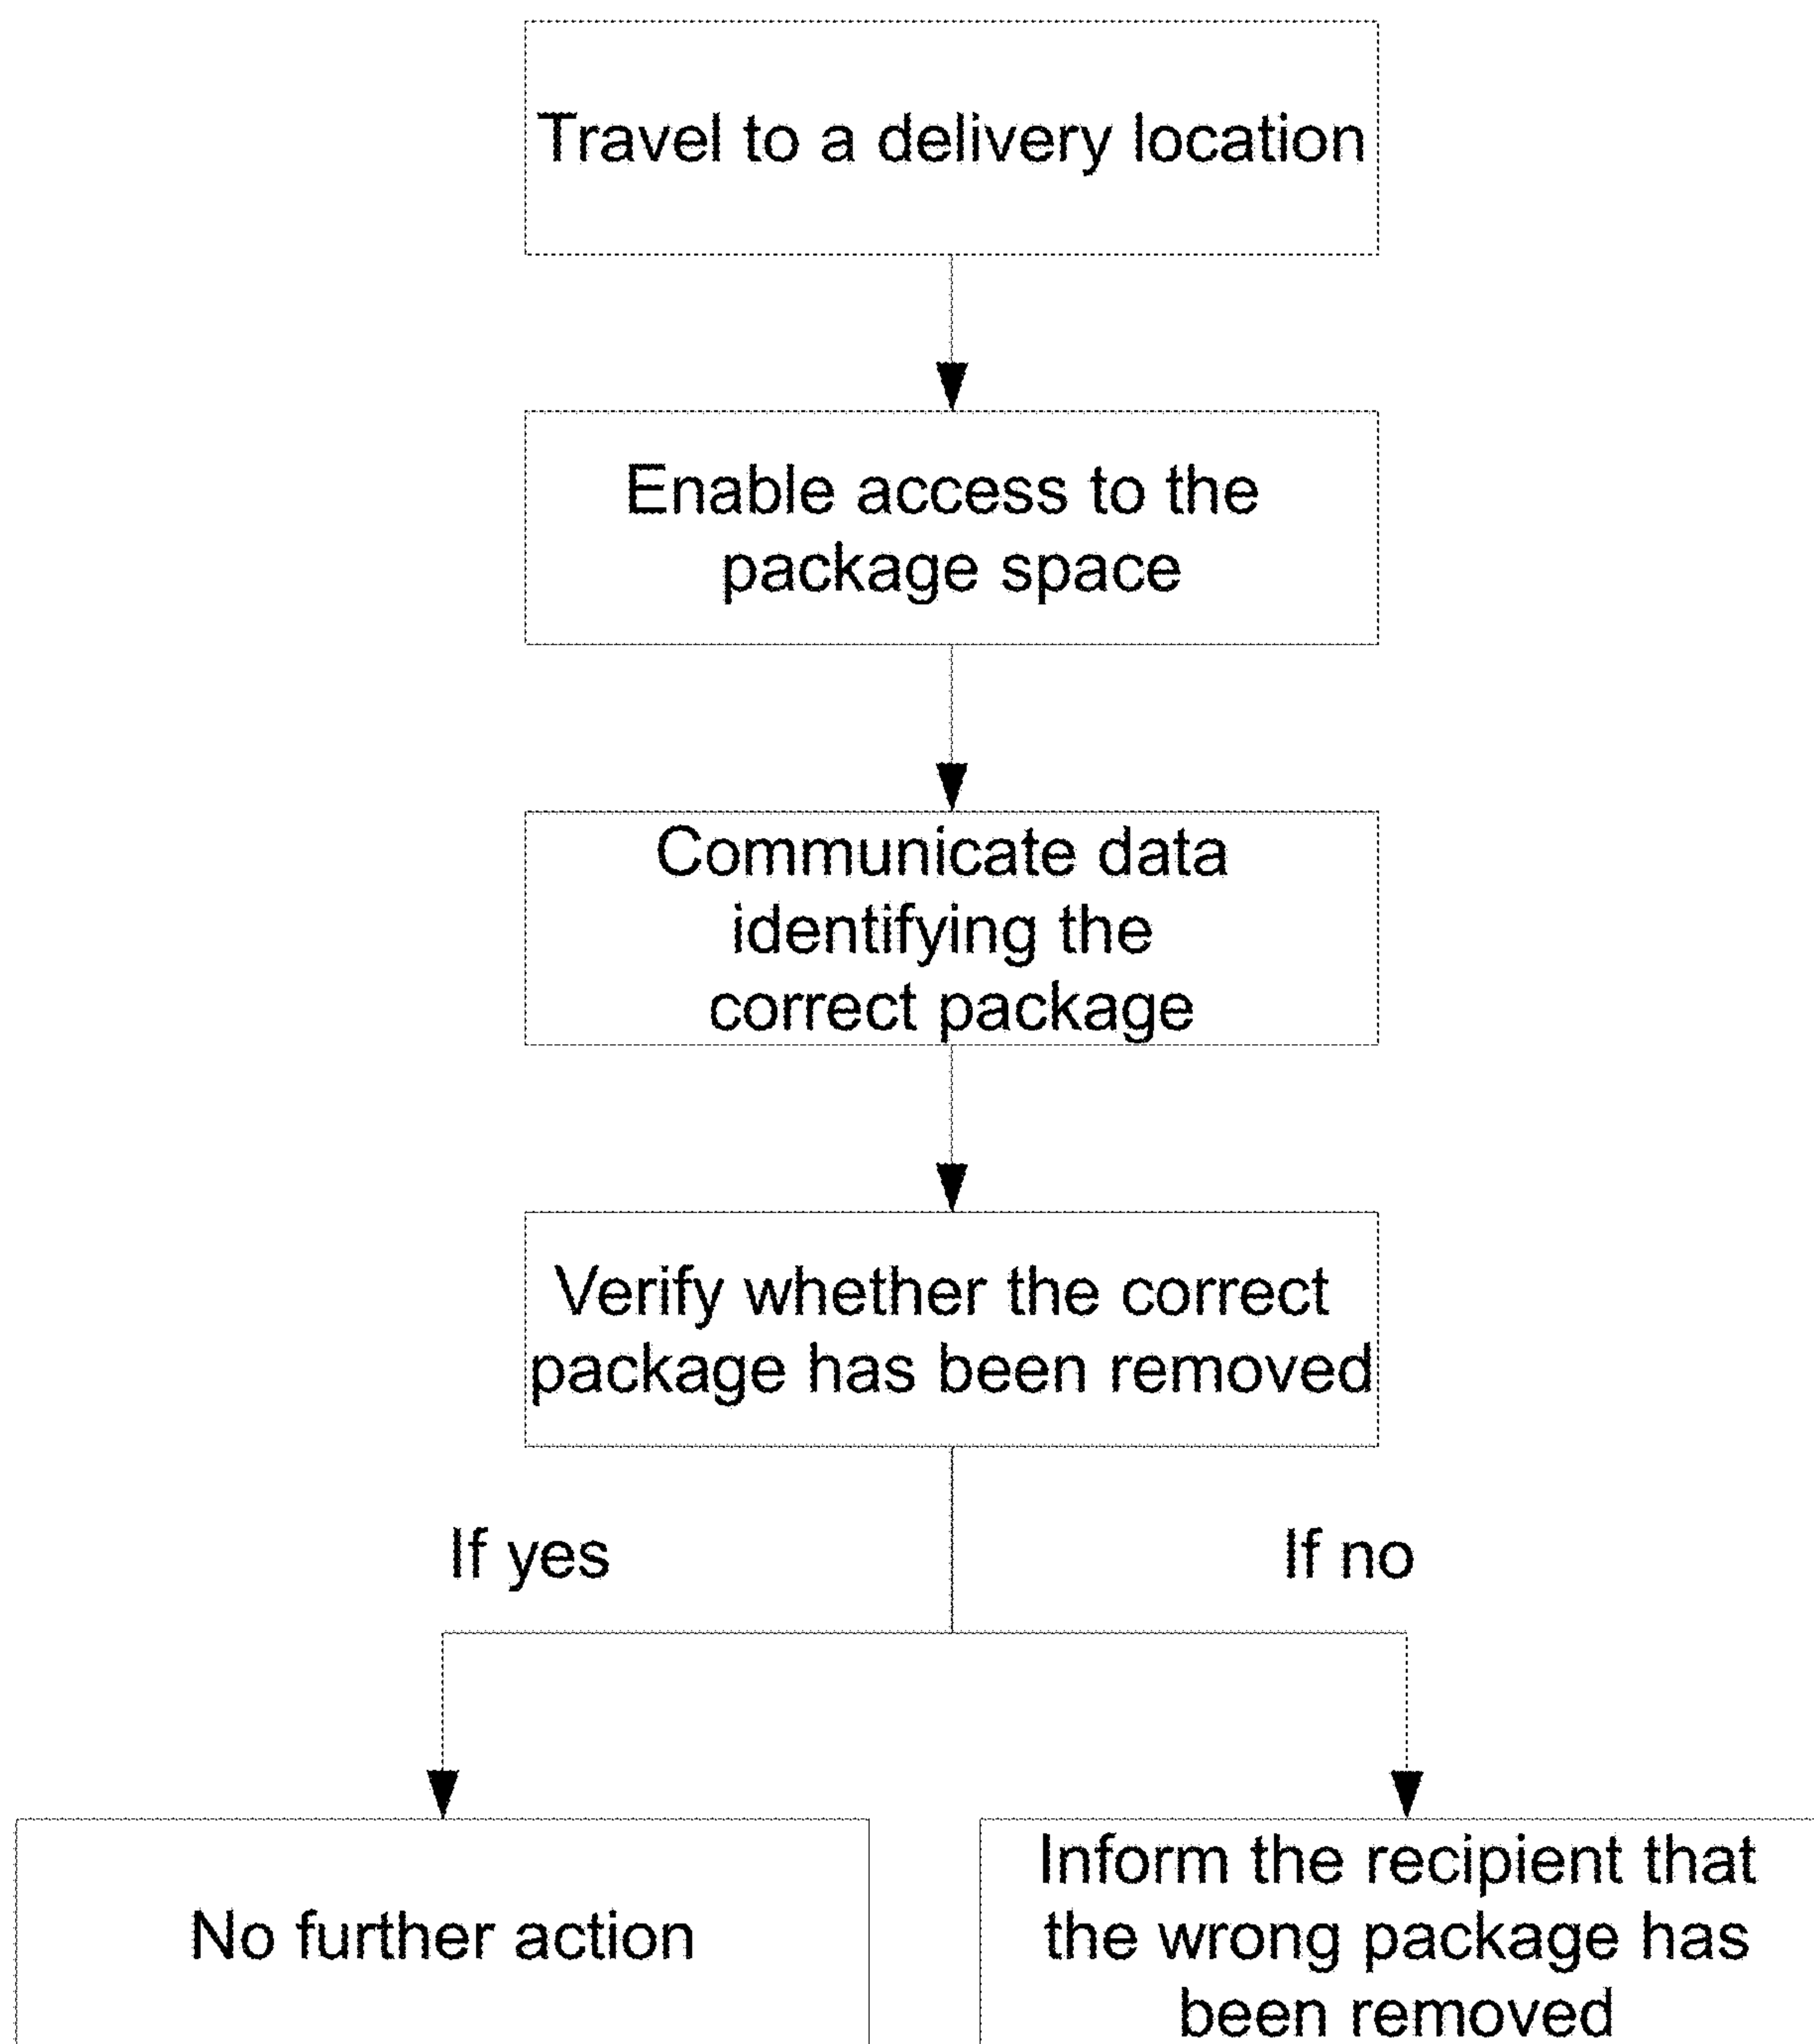 Travel to a delivery location
Enable access to the
package space
Communicate data
identifying the
correct package
Verify whether the correct
package has been removed
If yes
If no
No further action
Inform the recipient that
the wrong package has
been removed